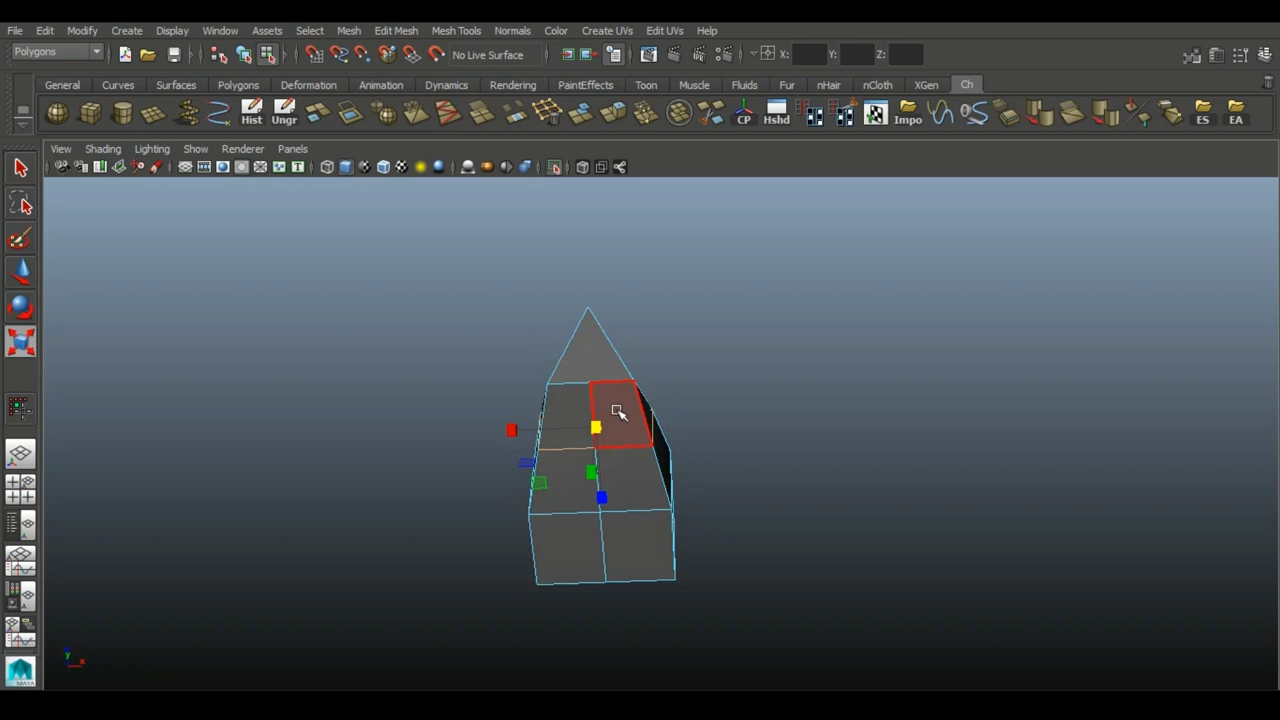 File Edit Modify Create Display Window Assets Select Mesh Edit Mesh Mesh Tools Normals Color Create UVs Edit UVs Help
Polygons No Live Surface X: Y: Z:
General Curves Surfaces Polygons Deformation Animation Dynamics Rendering PaintEffects Toon Muscle Fluids Fur nHair nCloth XGen Ch
Hist Ungr CP Hshd Impo ES EA
View Shading Lighting Show Renderer Panels
y x
MAYA